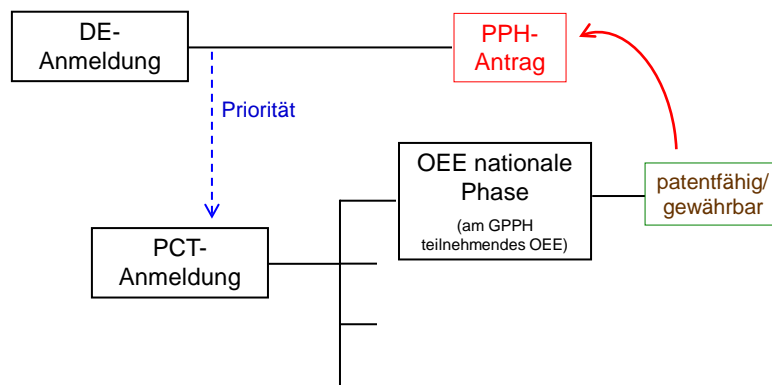 DE-
Anmeldung
PPH-
Antrag
Priorität
OEE nationale
Phase
(am GPPH
teilnehmendes OEE)
patentfähig/
gewährbar
PCT-
Anmeldung